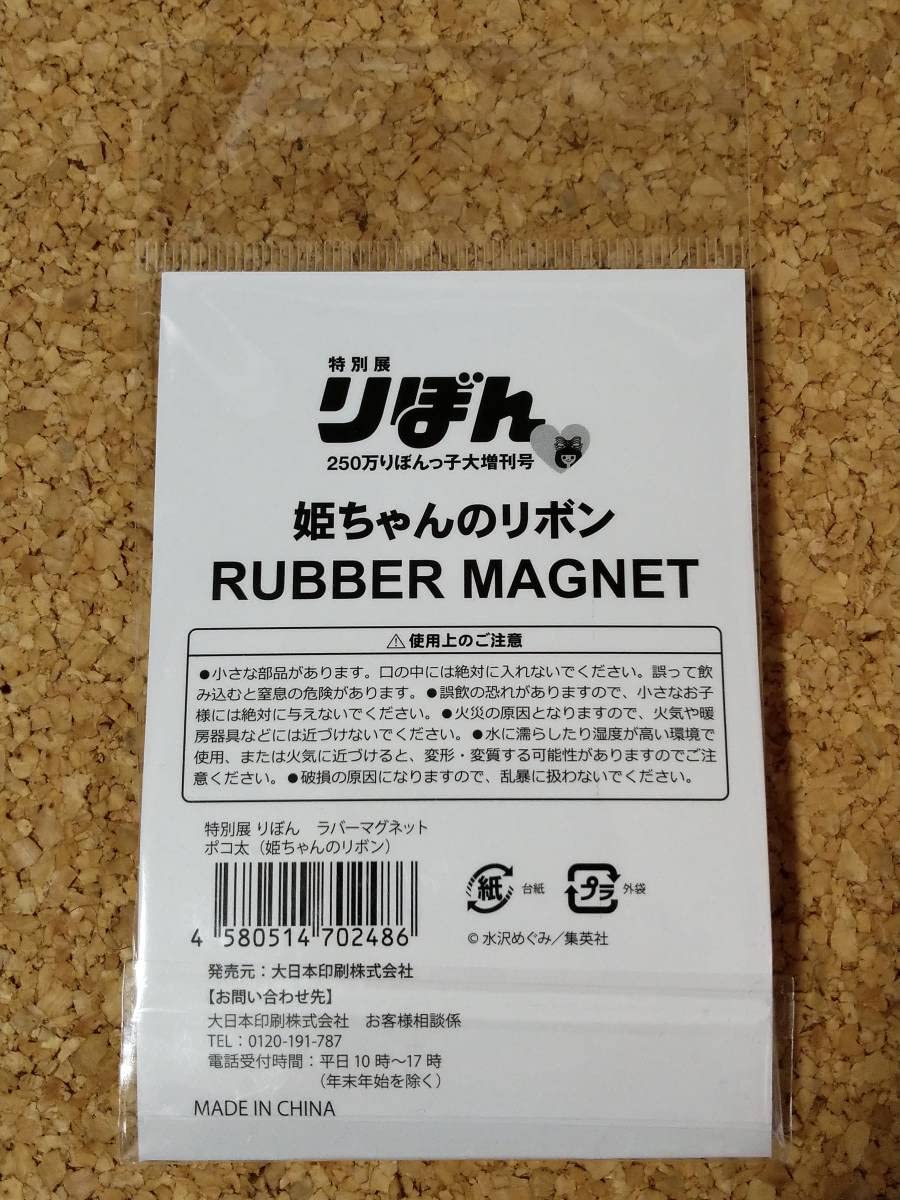 特別展
りぼん
250万りぼんっ子大増刊号
姫ちゃんのリボン
RUBBER MAGNET
⚠使用上のご注意
●小さな部品があります。口の中には絶対に入れないでください。誤って飲
み込むと窒息の危険があります。●誤飲の恐れがありますので、小さなお子
様には絶対に与えないでください。●火災の原因となりますので、火気や暖
房器具などには近づけないでください。●水に濡らしたり湿度が高い環境で
使用、または火気に近づけると、変形・変質する可能性がありますのでご注
意ください。●破損の原因になりますので、乱暴に扱わないでください。
特別展 りぼん　ラバーマグネット
ポコ太（姫ちゃんのリボン）
4 580514 702486
紙 台紙 プラ 外袋
© 水沢めぐみ／集英社
発売元：大日本印刷株式会社
【お問い合わせ先】
大日本印刷株式会社　お客様相談係
TEL：0120-191-787
電話受付時間：平日 10 時～17 時
（年末年始を除く）
MADE IN CHINA